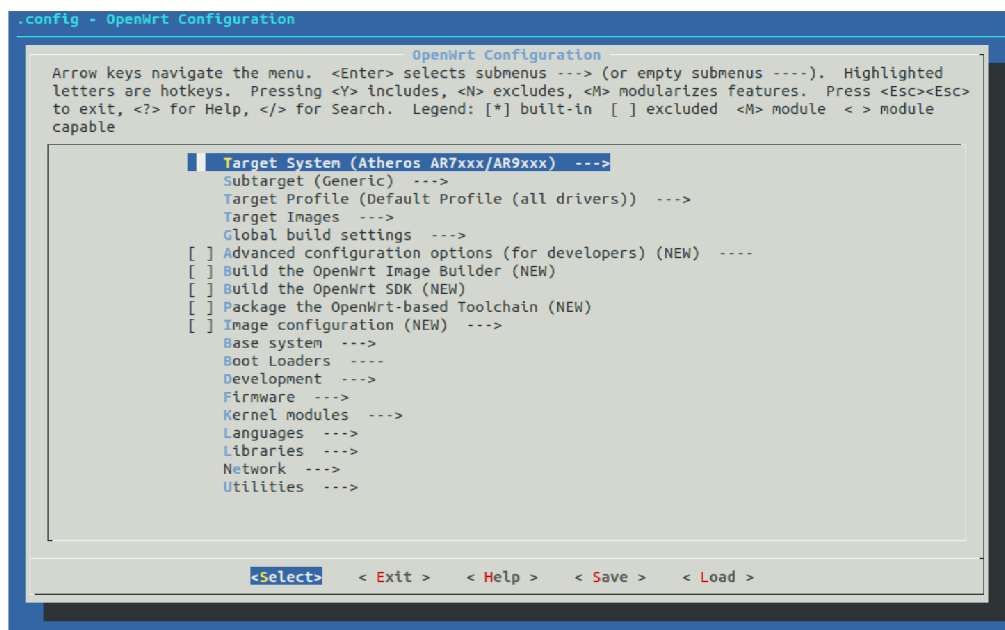 .config - OpenWrt Configuration
OpenWrt Configuration
Arrow keys navigate the menu.  <Enter> selects submenus ---> (or empty submenus ----).  Highlighted
letters are hotkeys.  Pressing <Y> includes, <N> excludes, <M> modularizes features.  Press <Esc><Esc>
to exit, <?> for Help, </> for Search.  Legend: [*] built-in  [ ] excluded  <M> module  < > module
capable
Target System (Atheros AR7xxx/AR9xxx)  --->
Subtarget (Generic)  --->
Target Profile (Default Profile (all drivers))  --->
Target Images  --->
Global build settings  --->
[ ] Advanced configuration options (for developers) (NEW)  ----
[ ] Build the OpenWrt Image Builder (NEW)
[ ] Build the OpenWrt SDK (NEW)
[ ] Package the OpenWrt-based Toolchain (NEW)
[ ] Image configuration (NEW)  --->
Base system  --->
Boot Loaders  ----
Development  --->
Firmware  --->
Kernel modules  --->
Languages  --->
Libraries  --->
Network  --->
Utilities  --->
<Select>    < Exit >    < Help >    < Save >    < Load >